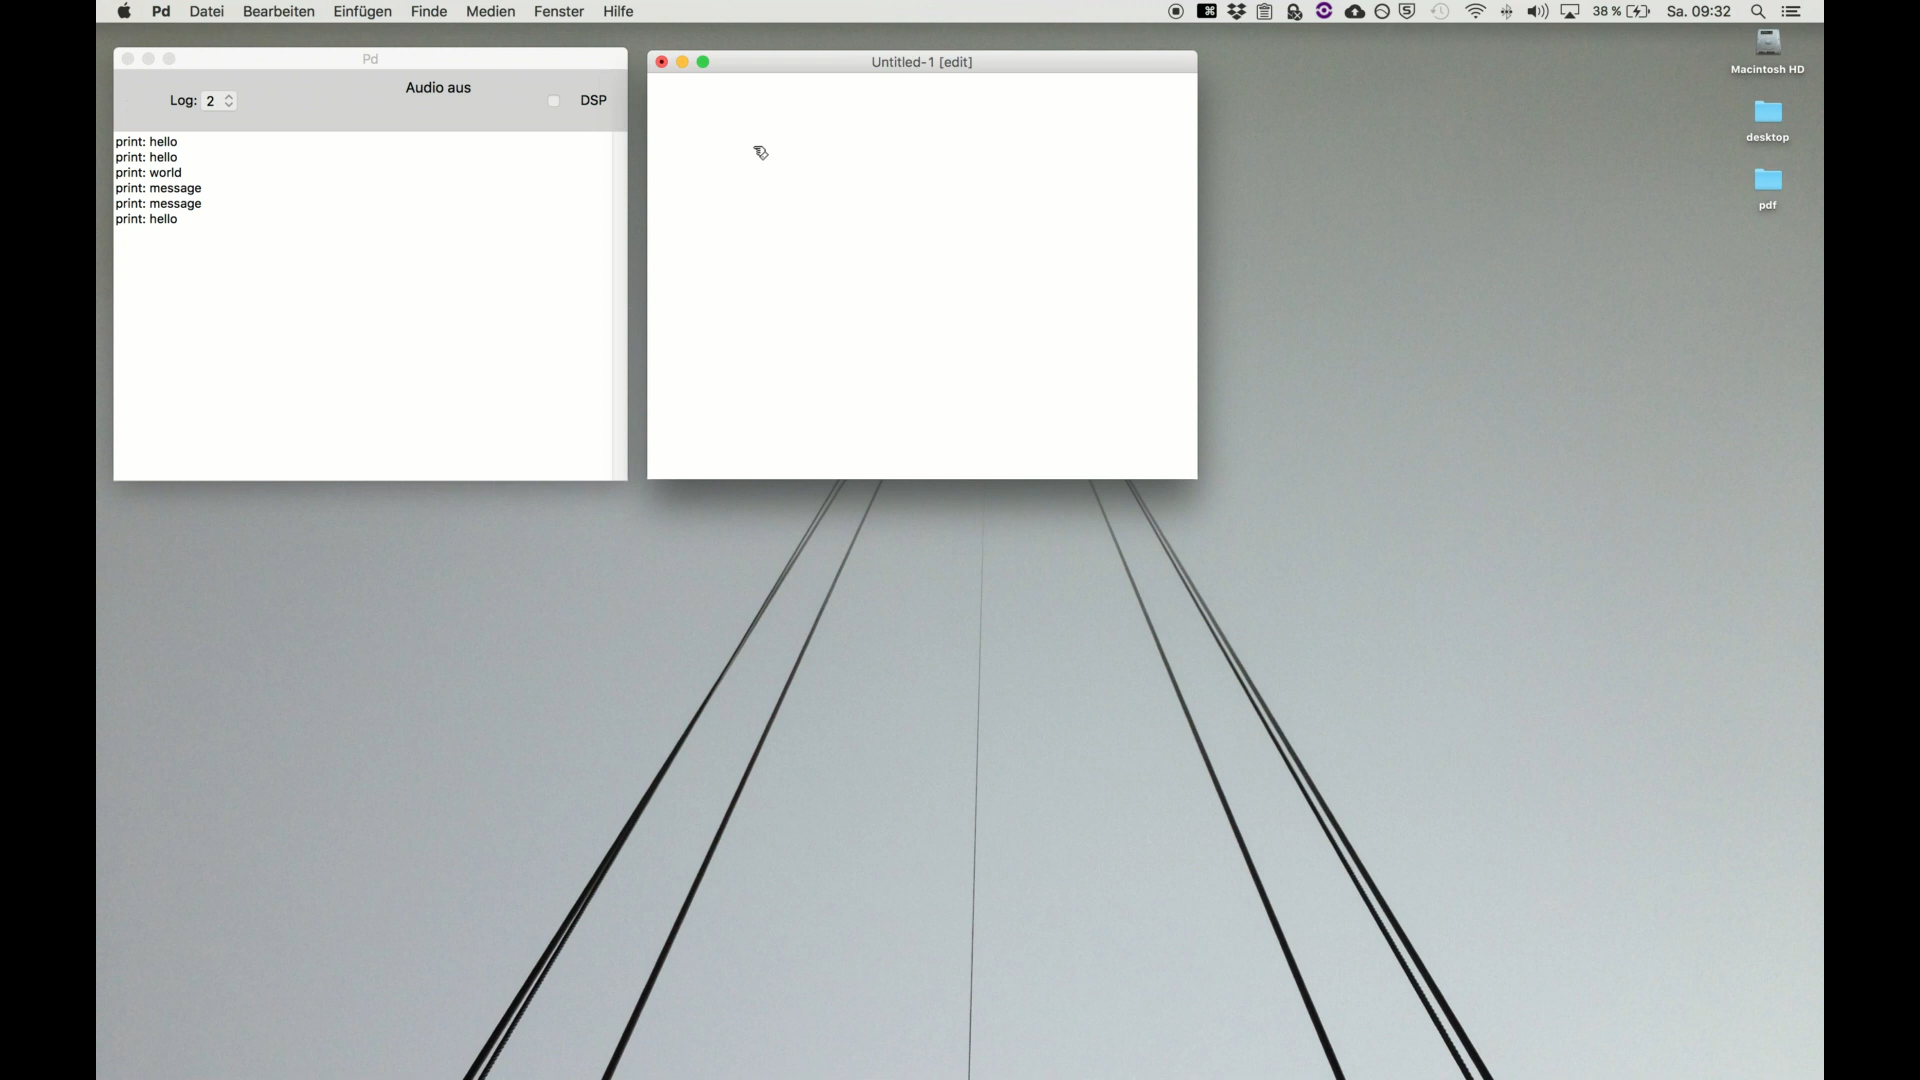 Pd Datei Bearbeiten Einfügen Finde Medien Fenster Hilfe
38 % Sa. 09:32
Pd
Log: 2
Audio aus
DSP
print: hello
print: hello
print: world
print: message
print: message
print: hello
Untitled-1 [edit]
Macintosh HD
desktop
pdf